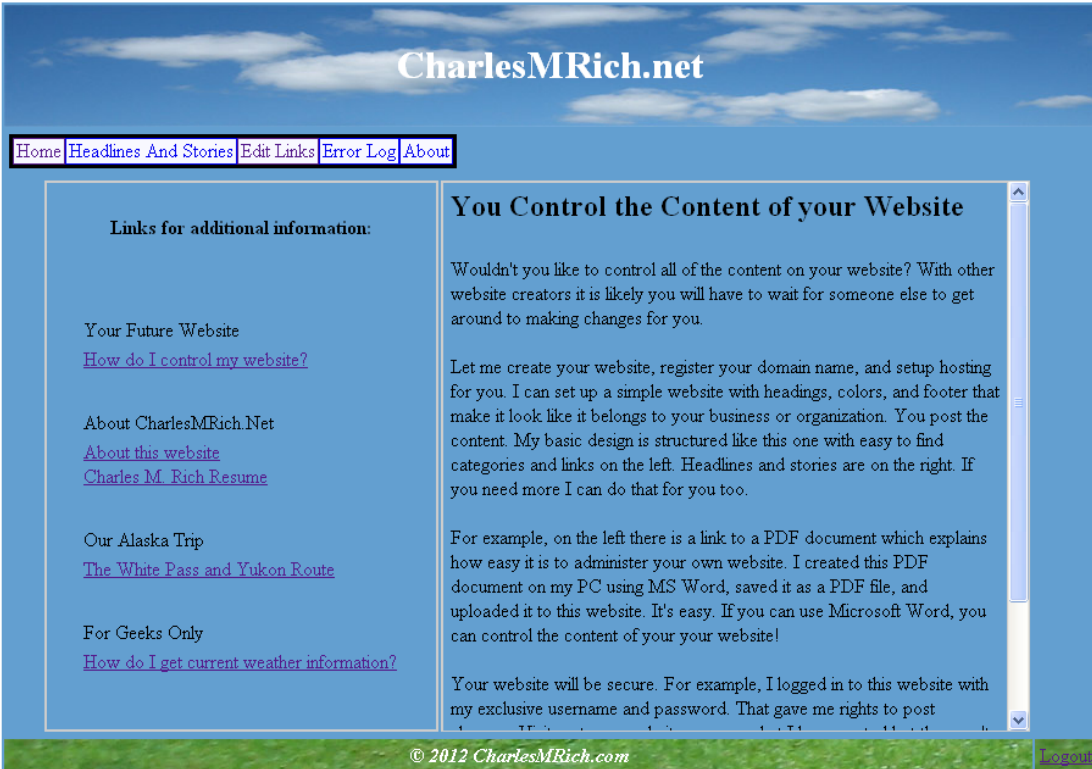 CharlesMRich.net
Home Headlines And Stories Edit Links Error Log About
Links for additional information:
Your Future Website
How do I control my website?
About CharlesMRich.Net
About this website
Charles M. Rich Resume
Our Alaska Trip
The White Pass and Yukon Route
For Geeks Only
How do I get current weather information?
You Control the Content of your Website
Wouldn't you like to control all of the content on your website? With other
website creators it is likely you will have to wait for someone else to get
around to making changes for you.
Let me create your website, register your domain name, and setup hosting
for you. I can set up a simple website with headings, colors, and footer that
make it look like it belongs to your business or organization. You post the
content. My basic design is structured like this one with easy to find
categories and links on the left. Headlines and stories are on the right. If
you need more I can do that for you too.
For example, on the left there is a link to a PDF document which explains
how easy it is to administer your own website. I created this PDF
document on my PC using MS Word, saved it as a PDF file, and
uploaded it to this website. It's easy. If you can use Microsoft Word, you
can control the content of your your website!
Your website will be secure. For example, I logged in to this website with
my exclusive username and password. That gave me rights to post
© 2012 CharlesMRich.com
Logout